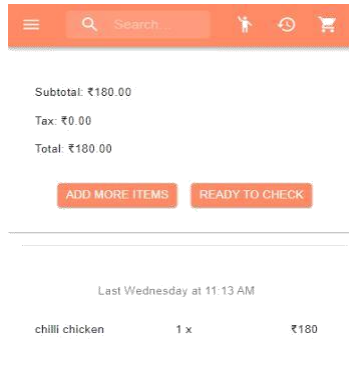 Search...
Subtotal: ₹180.00
Tax: ₹0.00
Total: ₹180.00
ADD MORE ITEMS READY TO CHECK
Last Wednesday at 11:13 AM
chilli chicken 1 x ₹180